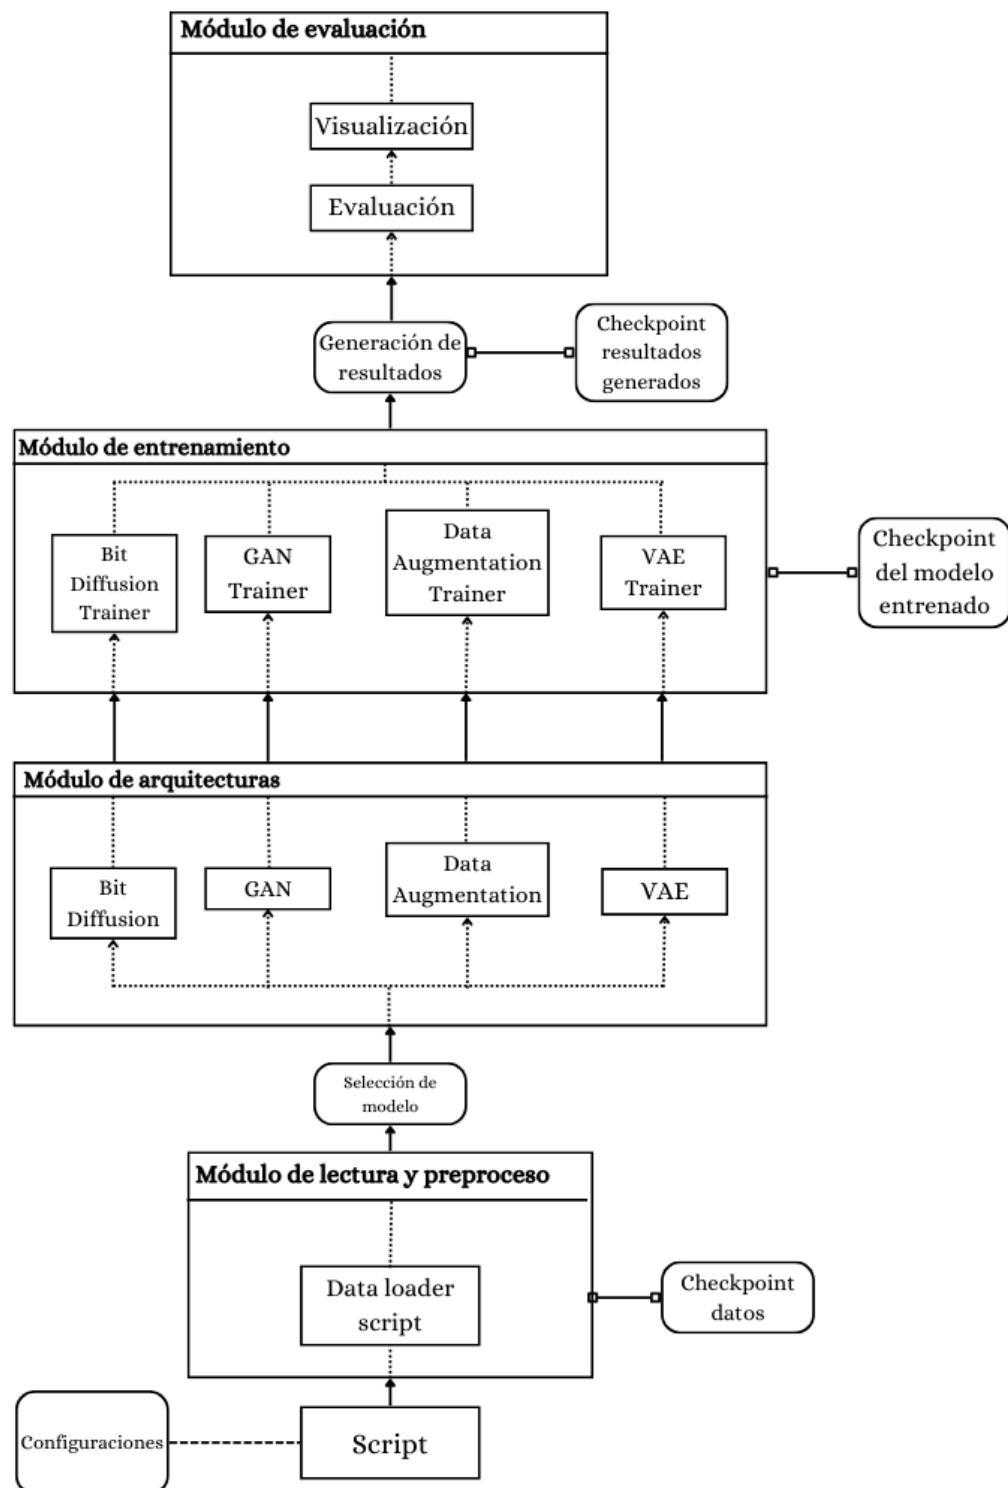 Módulo de evaluación
Visualización
Evaluación
Generación de
resultados
Checkpoint
resultados
generados
Módulo de entrenamiento
Bit
Diffusion
Trainer
GAN
Trainer
Data
Augmentation
Trainer
VAE
Trainer
Checkpoint
del modelo
entrenado
Módulo de arquitecturas
Bit
Diffusion
GAN
Data
Augmentation
VAE
Selección de
modelo
Módulo de lectura y preproceso
Data loader
script
Checkpoint
datos
Configuraciones
Script